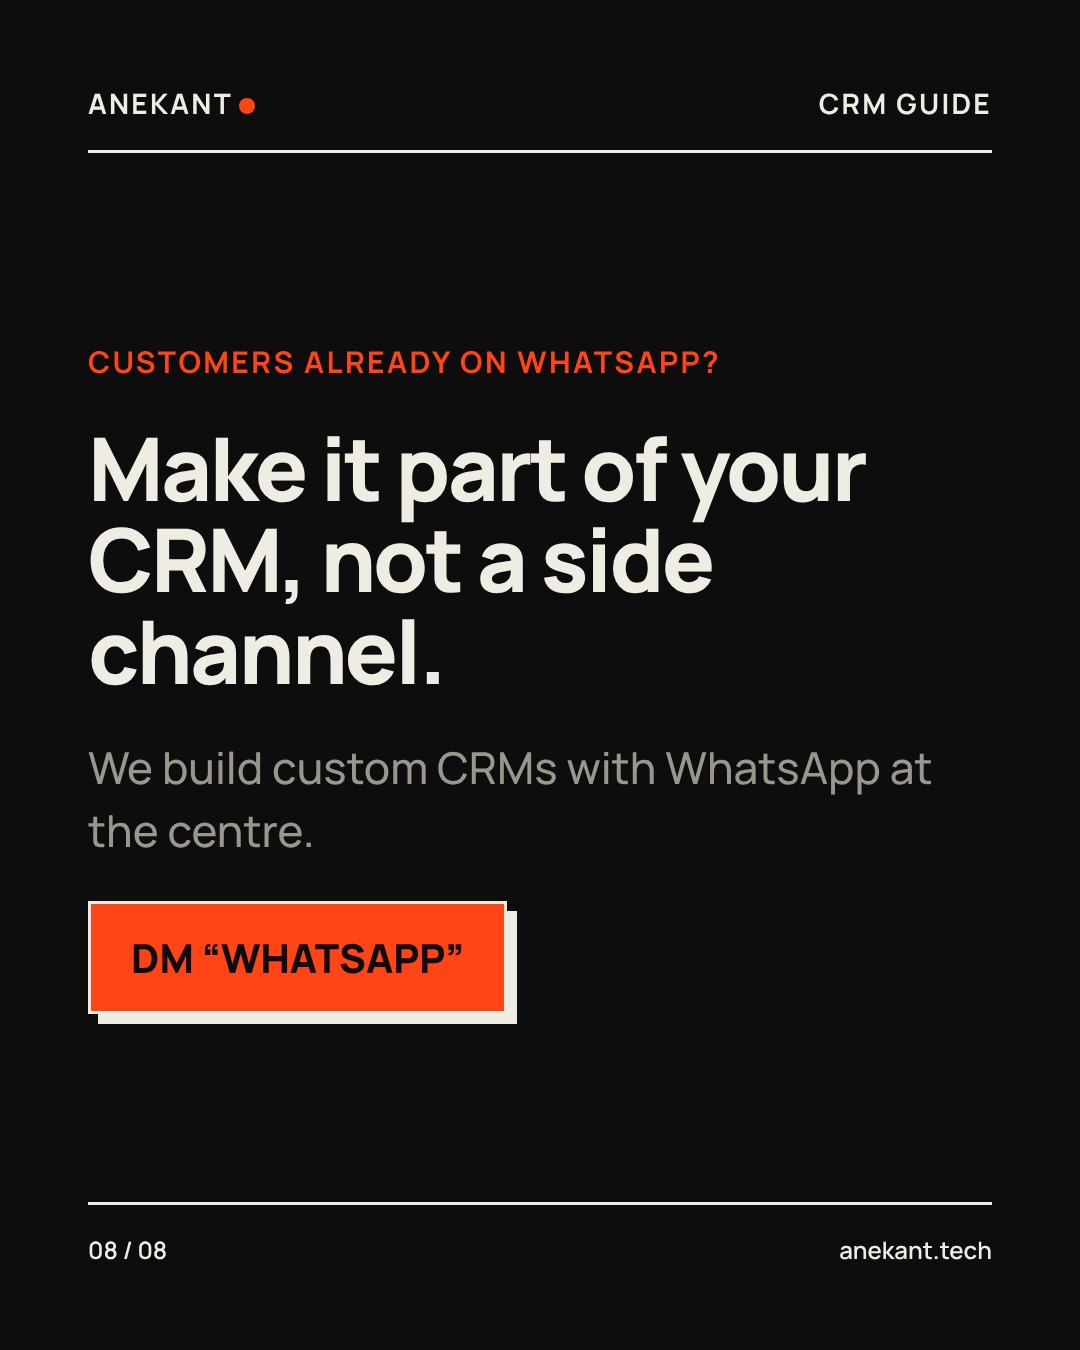 ANEKANT
CRM GUIDE
CUSTOMERS ALREADY ON WHATSAPP?
Make it part of your
CRM, not a side
channel.
We build custom CRMs with WhatsApp at
the centre.
DM “WHATSAPP”
08 / 08
anekant.tech